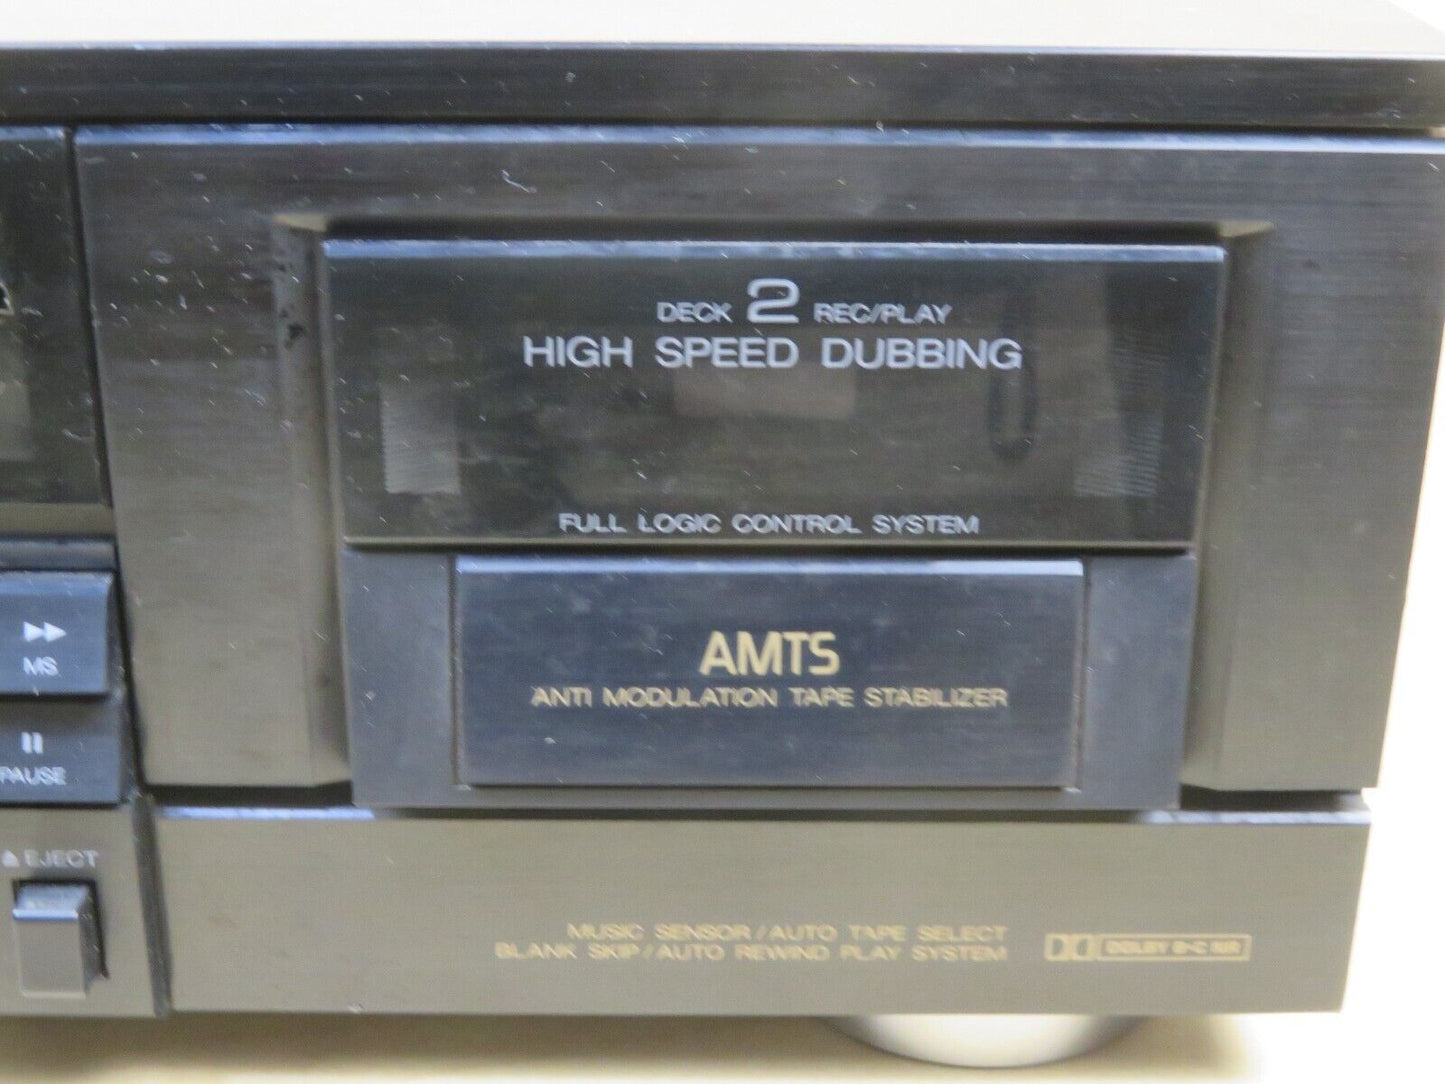 DECK 2 REC/PLAY
HIGH SPEED DUBBING
FULL LOGIC CONTROL SYSTEM
AMTS
ANTI MODULATION TAPE STABILIZER
MS
PAUSE
EJECT
MUSIC SENSOR/AUTO TAPE SELECT
BLANK SKIP/AUTO REWIND PLAY SYSTEM
DOLBY B-C NR